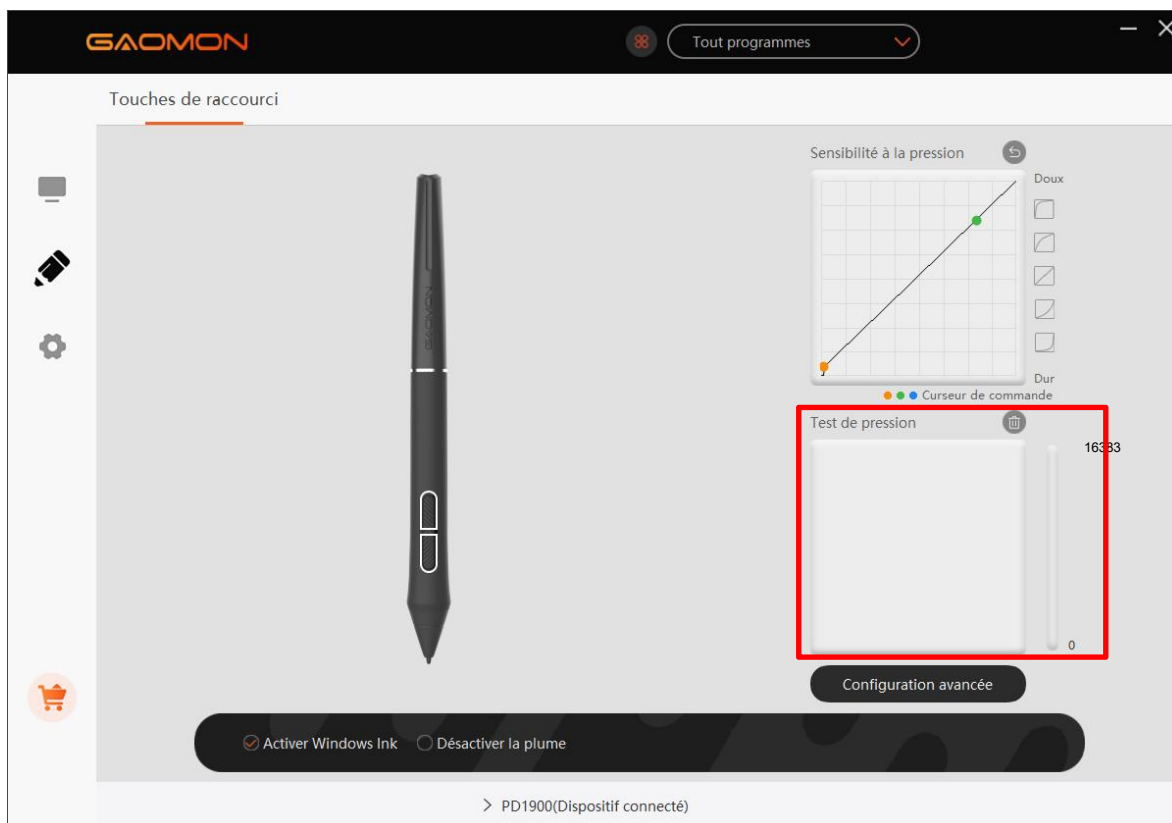 GAOMON
Tout programmes
Touches de raccourci
Sensibilité à la pression
Doux
GAOMON
Dur
Curseur de commande
Test de pression
16383
0
Configuration avancée
Activer Windows Ink
Désactiver la plume
PD1900(Dispositif connecté)